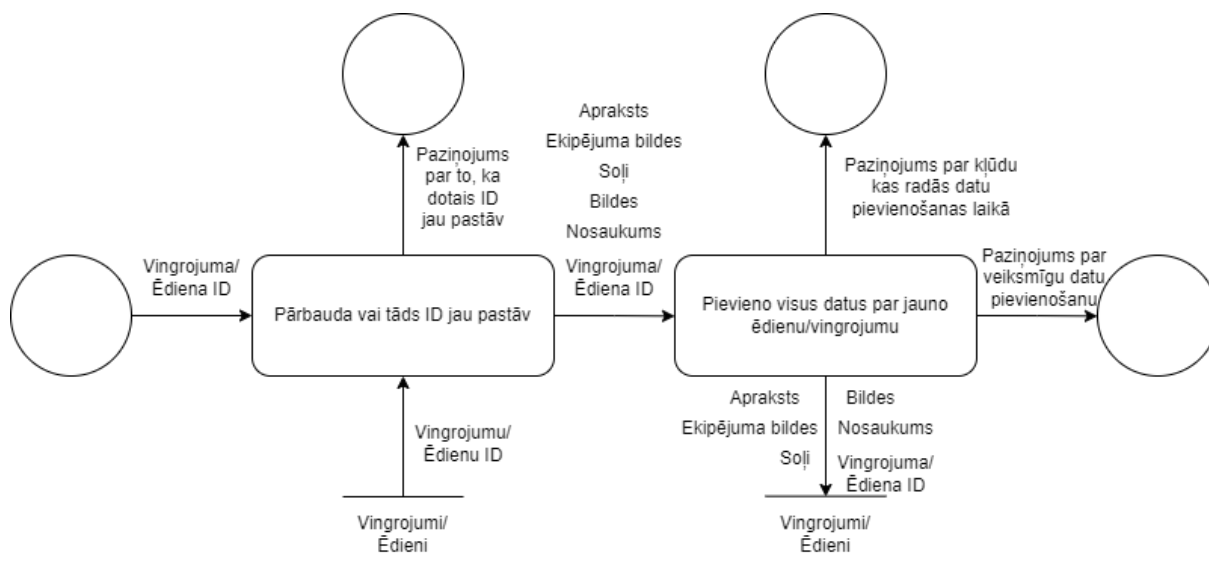 Apraksts
Ekipējuma bildes
Soļi
Bildes
Nosaukums
Vingrojuma/
Ēdiena ID
Paziņojums
par to, ka
dotais ID
jau pastāv
Paziņojums par kļūdu
kas radās datu
pievienošanas laikā
Vingrojuma/
Ēdiena ID
Pārbauda vai tāds ID jau pastāv
Pievieno visus datus par jauno
ēdienu/vingrojumu
Paziņojums par
veiksmīgu datu
pievienošanu
Vingrojumu/
Ēdienu ID
Vingrojumi/
Ēdieni
Apraksts
Ekipējuma bildes
Soļi
Bildes
Nosaukums
Vingrojuma/
Ēdiena ID
Vingrojumi/
Ēdieni